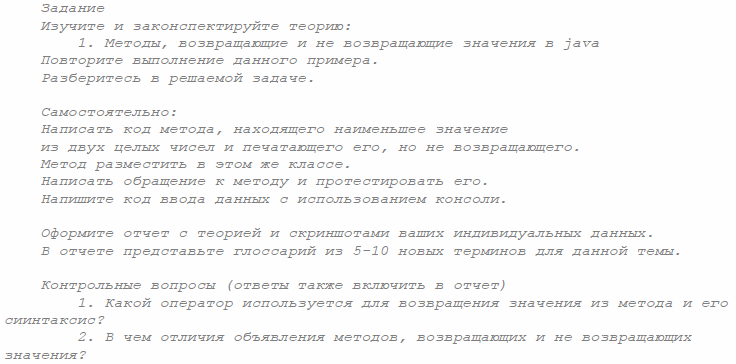 Задание
Изучите и законспектируйте теорию:
1. Методы, возвращающие и не возвращающие значения в java
Повторите выполнение данного примера.
Разберитесь в решаемой задаче.
Самостоятельно:
Написать код метода, находящего наименьшее значение
из двух целых чисел и печатающего его, но не возвращающего.
Метод разместить в этом же классе.
Написать обращение к методу и протестировать его.
Напишите код ввода данных с использованием консоли.
Оформите отчет с теорией и скриншотами ваших индивидуальных данных.
В отчете представьте глоссарий из 5-10 новых терминов для данной темы.
Контрольные вопросы (ответы также включить в отчет)
1. Какой оператор используется для возвращения значения из метода и его
сиинтаксис?
2. В чем отличия объявления методов, возвращающих и не возвращающих
значения?